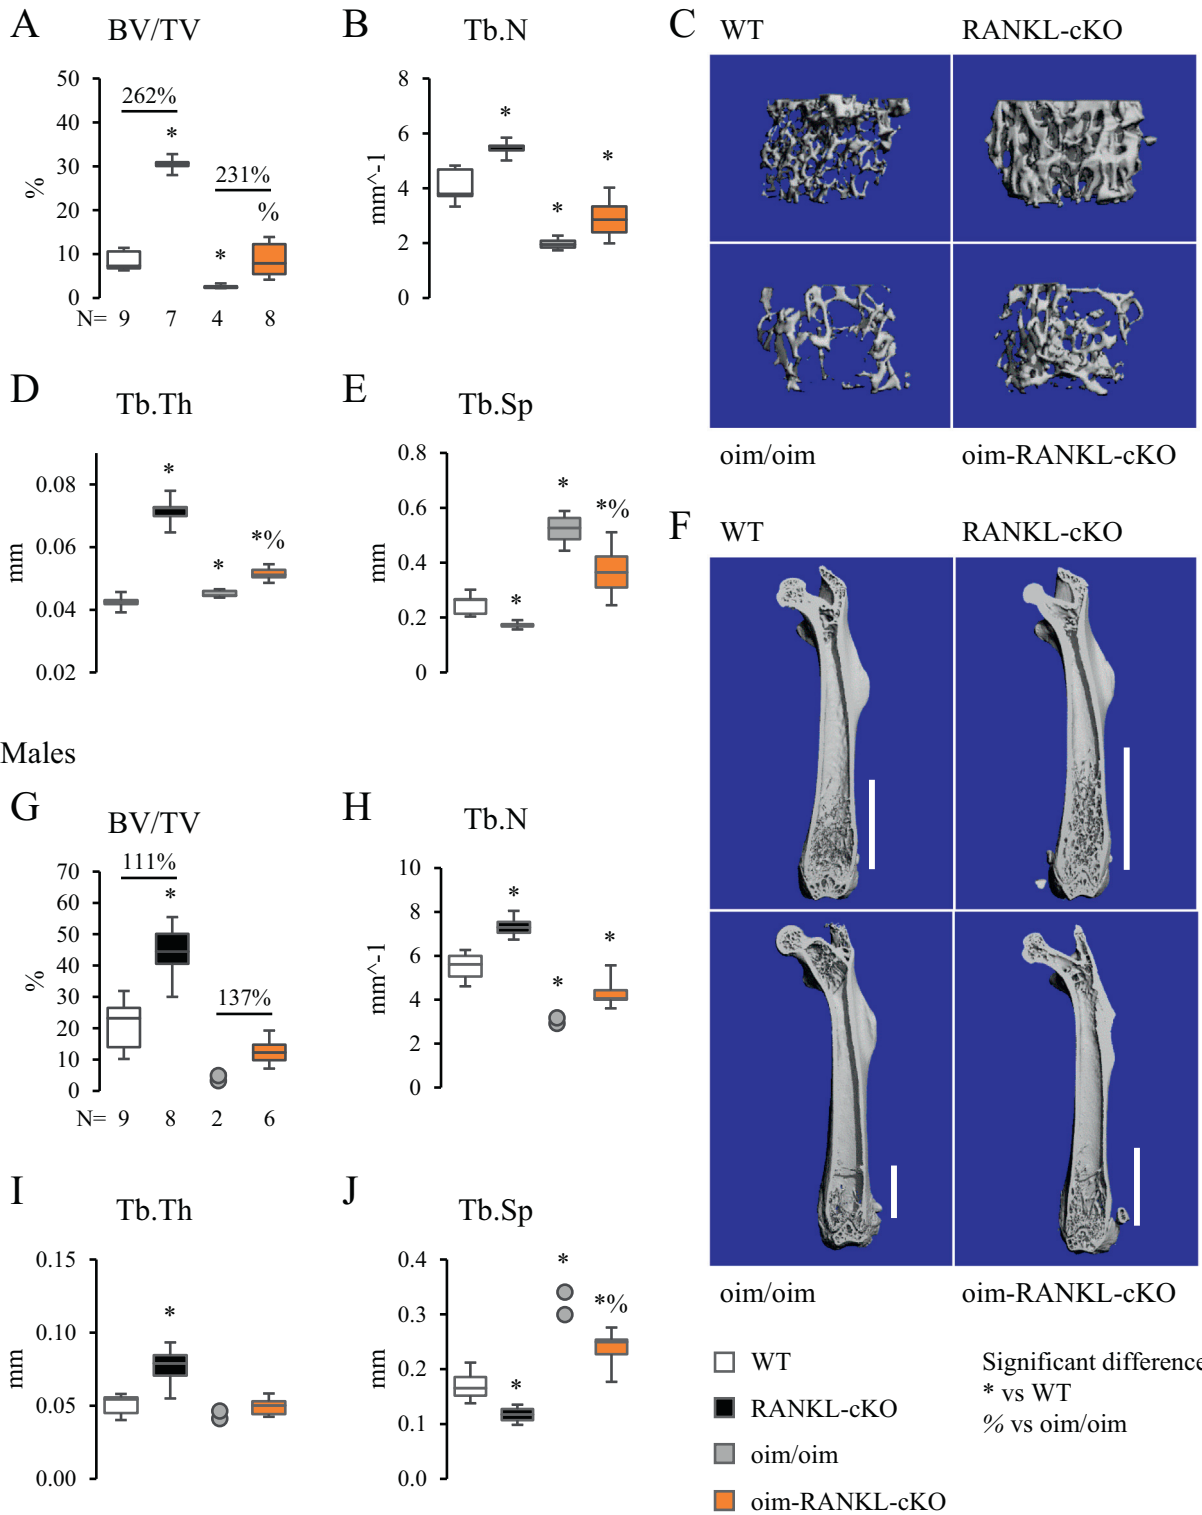 A BV/TV
50
40
30
20
10
0
%
262%
*
*
231%
%
N= 9 7 4 8
B Tb.N
8
6
4
2
0
mm^-1
*
*
*
C WT RANKL-cKO
oim/oim oim-RANKL-cKO
D Tb.Th
0.08
0.06
0.04
0.02
mm
*
*
*%
E Tb.Sp
0.8
0.6
0.4
0.2
0
mm
*
*
*%
F WT RANKL-cKO
oim/oim oim-RANKL-cKO
Males
G BV/TV
70
60
50
40
30
20
10
0
%
111%
*
137%
N= 9 8 2 6
H Tb.N
10
8
6
4
2
0
mm^-1
*
*
*
I Tb.Th
0.15
0.10
0.05
0.00
mm
*
J Tb.Sp
0.4
0.3
0.2
0.1
0.0
mm
*
*
*%
WT
RANKL-cKO
oim/oim
oim-RANKL-cKO
Significant difference
* vs WT
% vs oim/oim